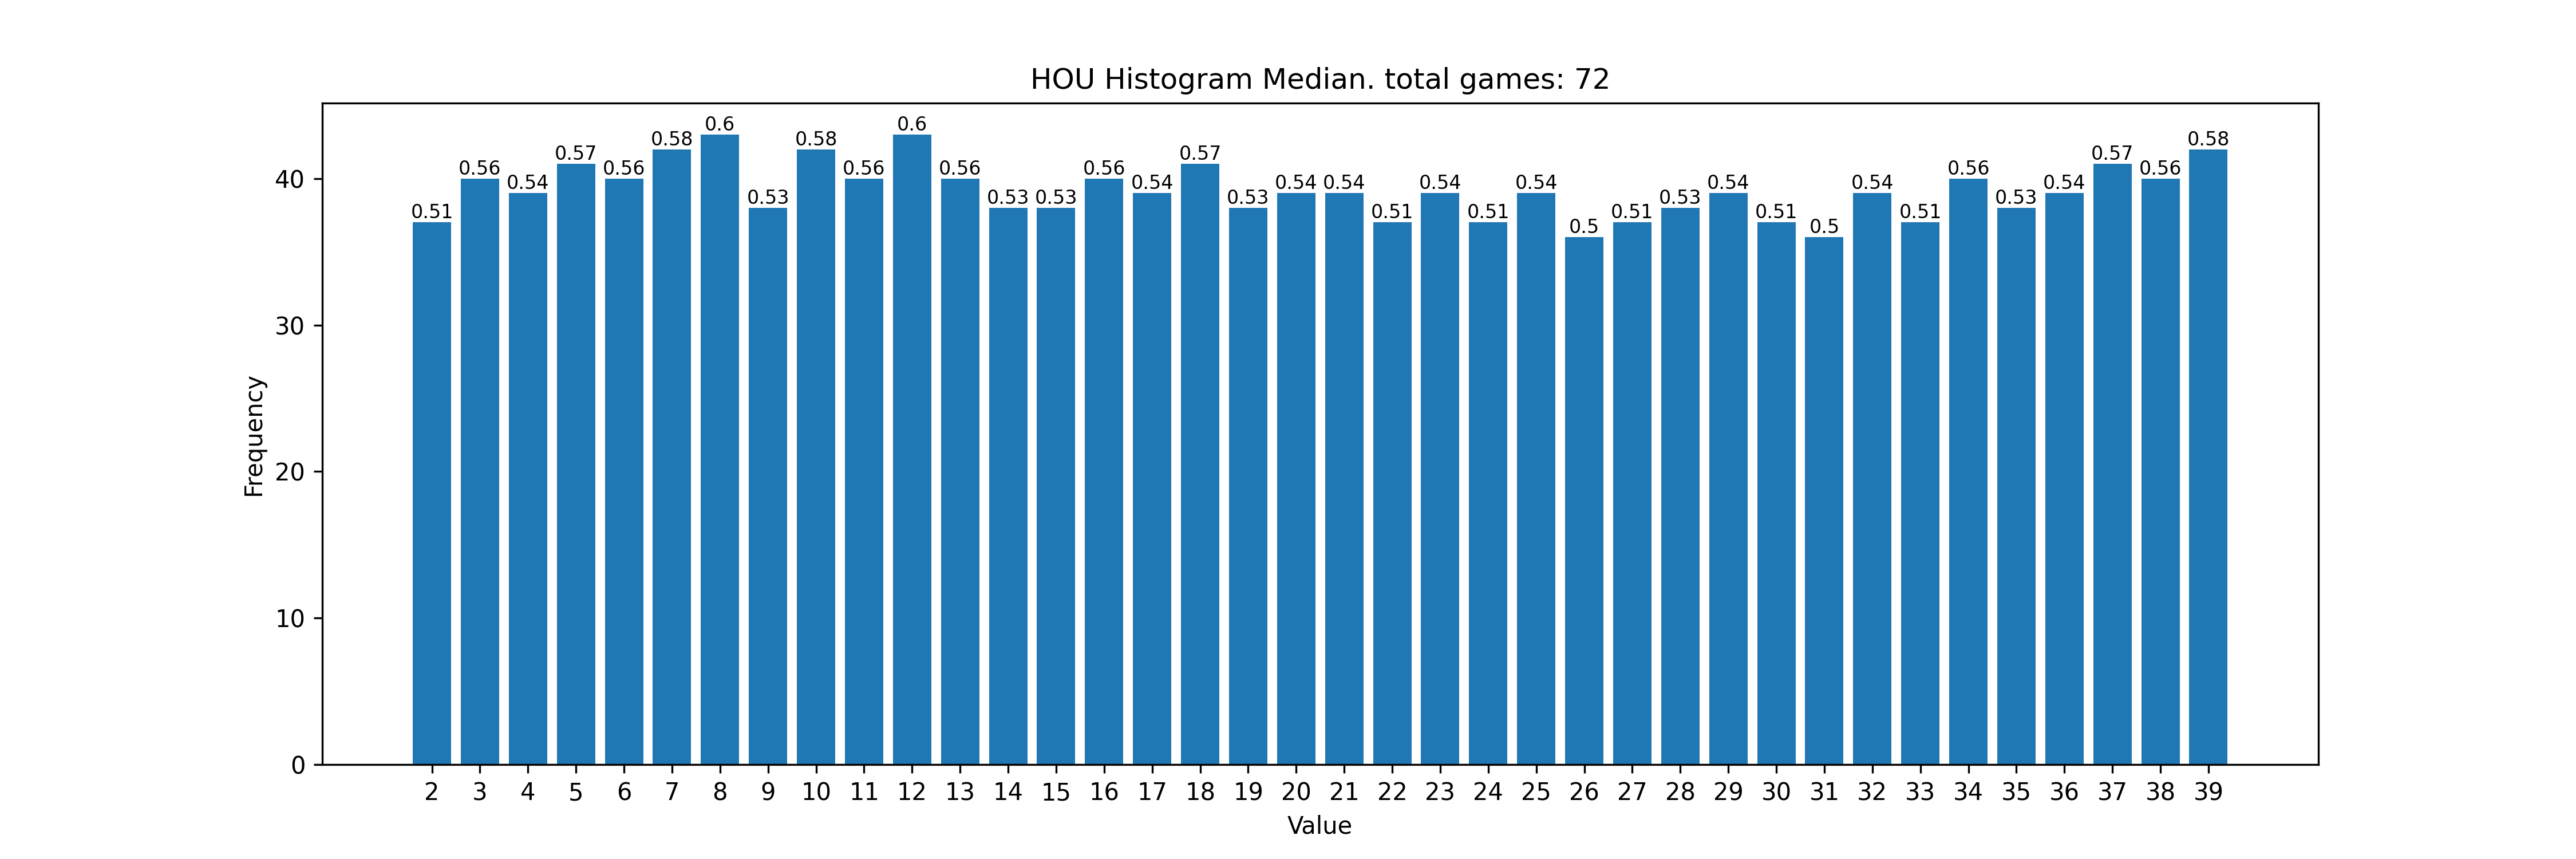 HOU Histogram Median. total games: 72
0.51 0.56 0.54 0.57 0.56 0.58 0.6 0.53 0.58 0.56 0.6 0.56 0.53 0.53 0.56 0.54 0.57 0.53 0.54 0.54 0.51 0.54 0.51 0.54 0.5 0.51 0.53 0.54 0.51 0.5 0.54 0.51 0.56 0.53 0.54 0.57 0.56 0.58
40
30
20
10
0
Frequency
2 3 4 5 6 7 8 9 10 11 12 13 14 15 16 17 18 19 20 21 22 23 24 25 26 27 28 29 30 31 32 33 34 35 36 37 38 39
Value